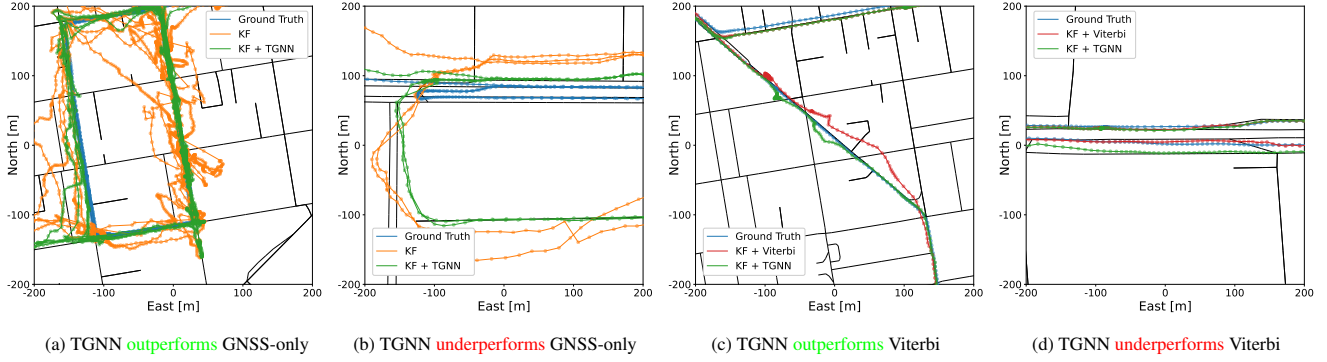 200
100
0
-100
-200
North [m]
-200
-100
0
100
200
East [m]
Ground Truth
KF
KF + TGNN
(a) TGNN outperforms GNSS-only
200
100
0
-100
-200
North [m]
-200
-100
0
100
200
East [m]
Ground Truth
KF
KF + TGNN
(b) TGNN underperforms GNSS-only
200
100
0
-100
-200
North [m]
-200
-100
0
100
200
East [m]
Ground Truth
KF + Viterbi
KF + TGNN
(c) TGNN outperforms Viterbi
200
100
0
-100
-200
North [m]
-200
-100
0
100
200
East [m]
Ground Truth
KF + Viterbi
KF + TGNN
(d) TGNN underperforms Viterbi